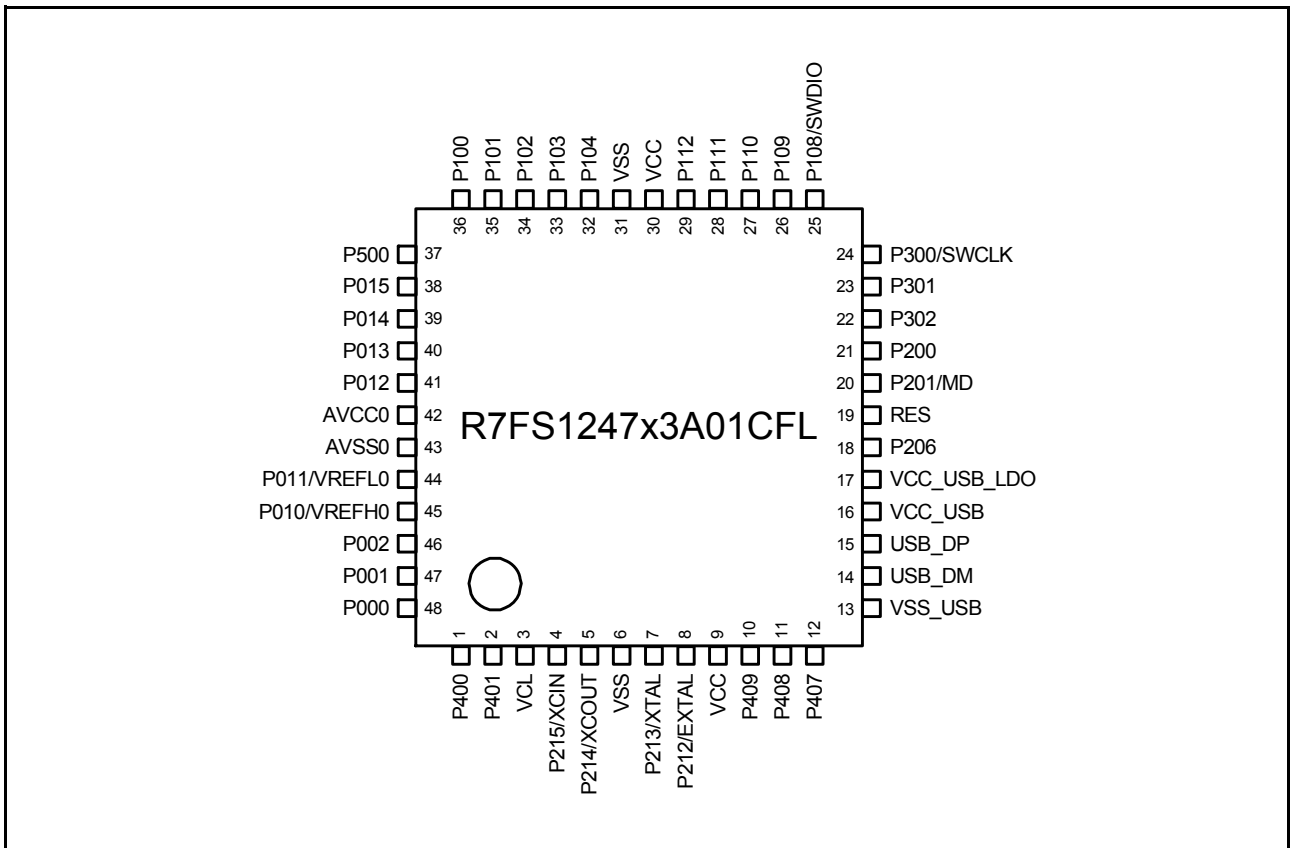 P100
P101
P102
P103
P104
VSS
VCC
P112
P111
P110
P109
P108/SWDIO
36
35
34
33
32
31
30
29
28
27
26
25
P500 37
P015 38
P014 39
P013 40
P012 41
AVCC0 42
AVSS0 43
P011/VREFL0 44
P010/VREFH0 45
P002 46
P001 47
P000 48
R7FS1247x3A01CFL
24 P300/SWCLK
23 P301
22 P302
21 P200
20 P201/MD
19 RES
18 P206
17 VCC_USB_LDO
16 VCC_USB
15 USB_DP
14 USB_DM
13 VSS_USB
1
2
3
4
5
6
7
8
9
10
11
12
P400
P401
VCL
P215/XCIN
P214/XCOUT
VSS
P213/XTAL
P212/EXTAL
VCC
P409
P408
P407